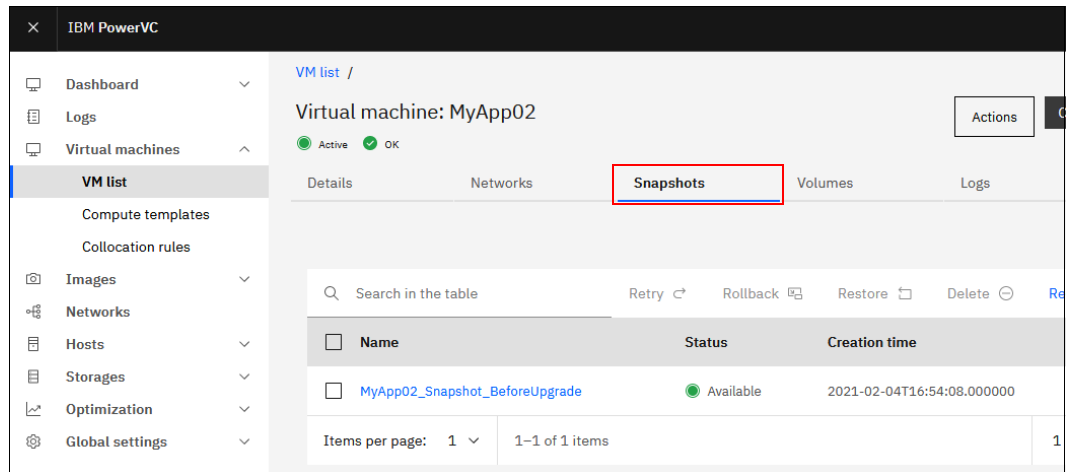 IBM PowerVC
Dashboard
Logs
Virtual machines
VM list
Compute templates
Collocation rules
Images
Networks
Hosts
Storages
Optimization
Global settings
VM list /
Virtual machine: MyApp02
Actions
Active OK
Details Networks Snapshots Volumes Logs
Search in the table Retry Rollback Restore Delete Re
Name Status Creation time
MyApp02_Snapshot_BeforeUpgrade Available 2021-02-04T16:54:08.000000
Items per page: 1 1–1 of 1 items 1